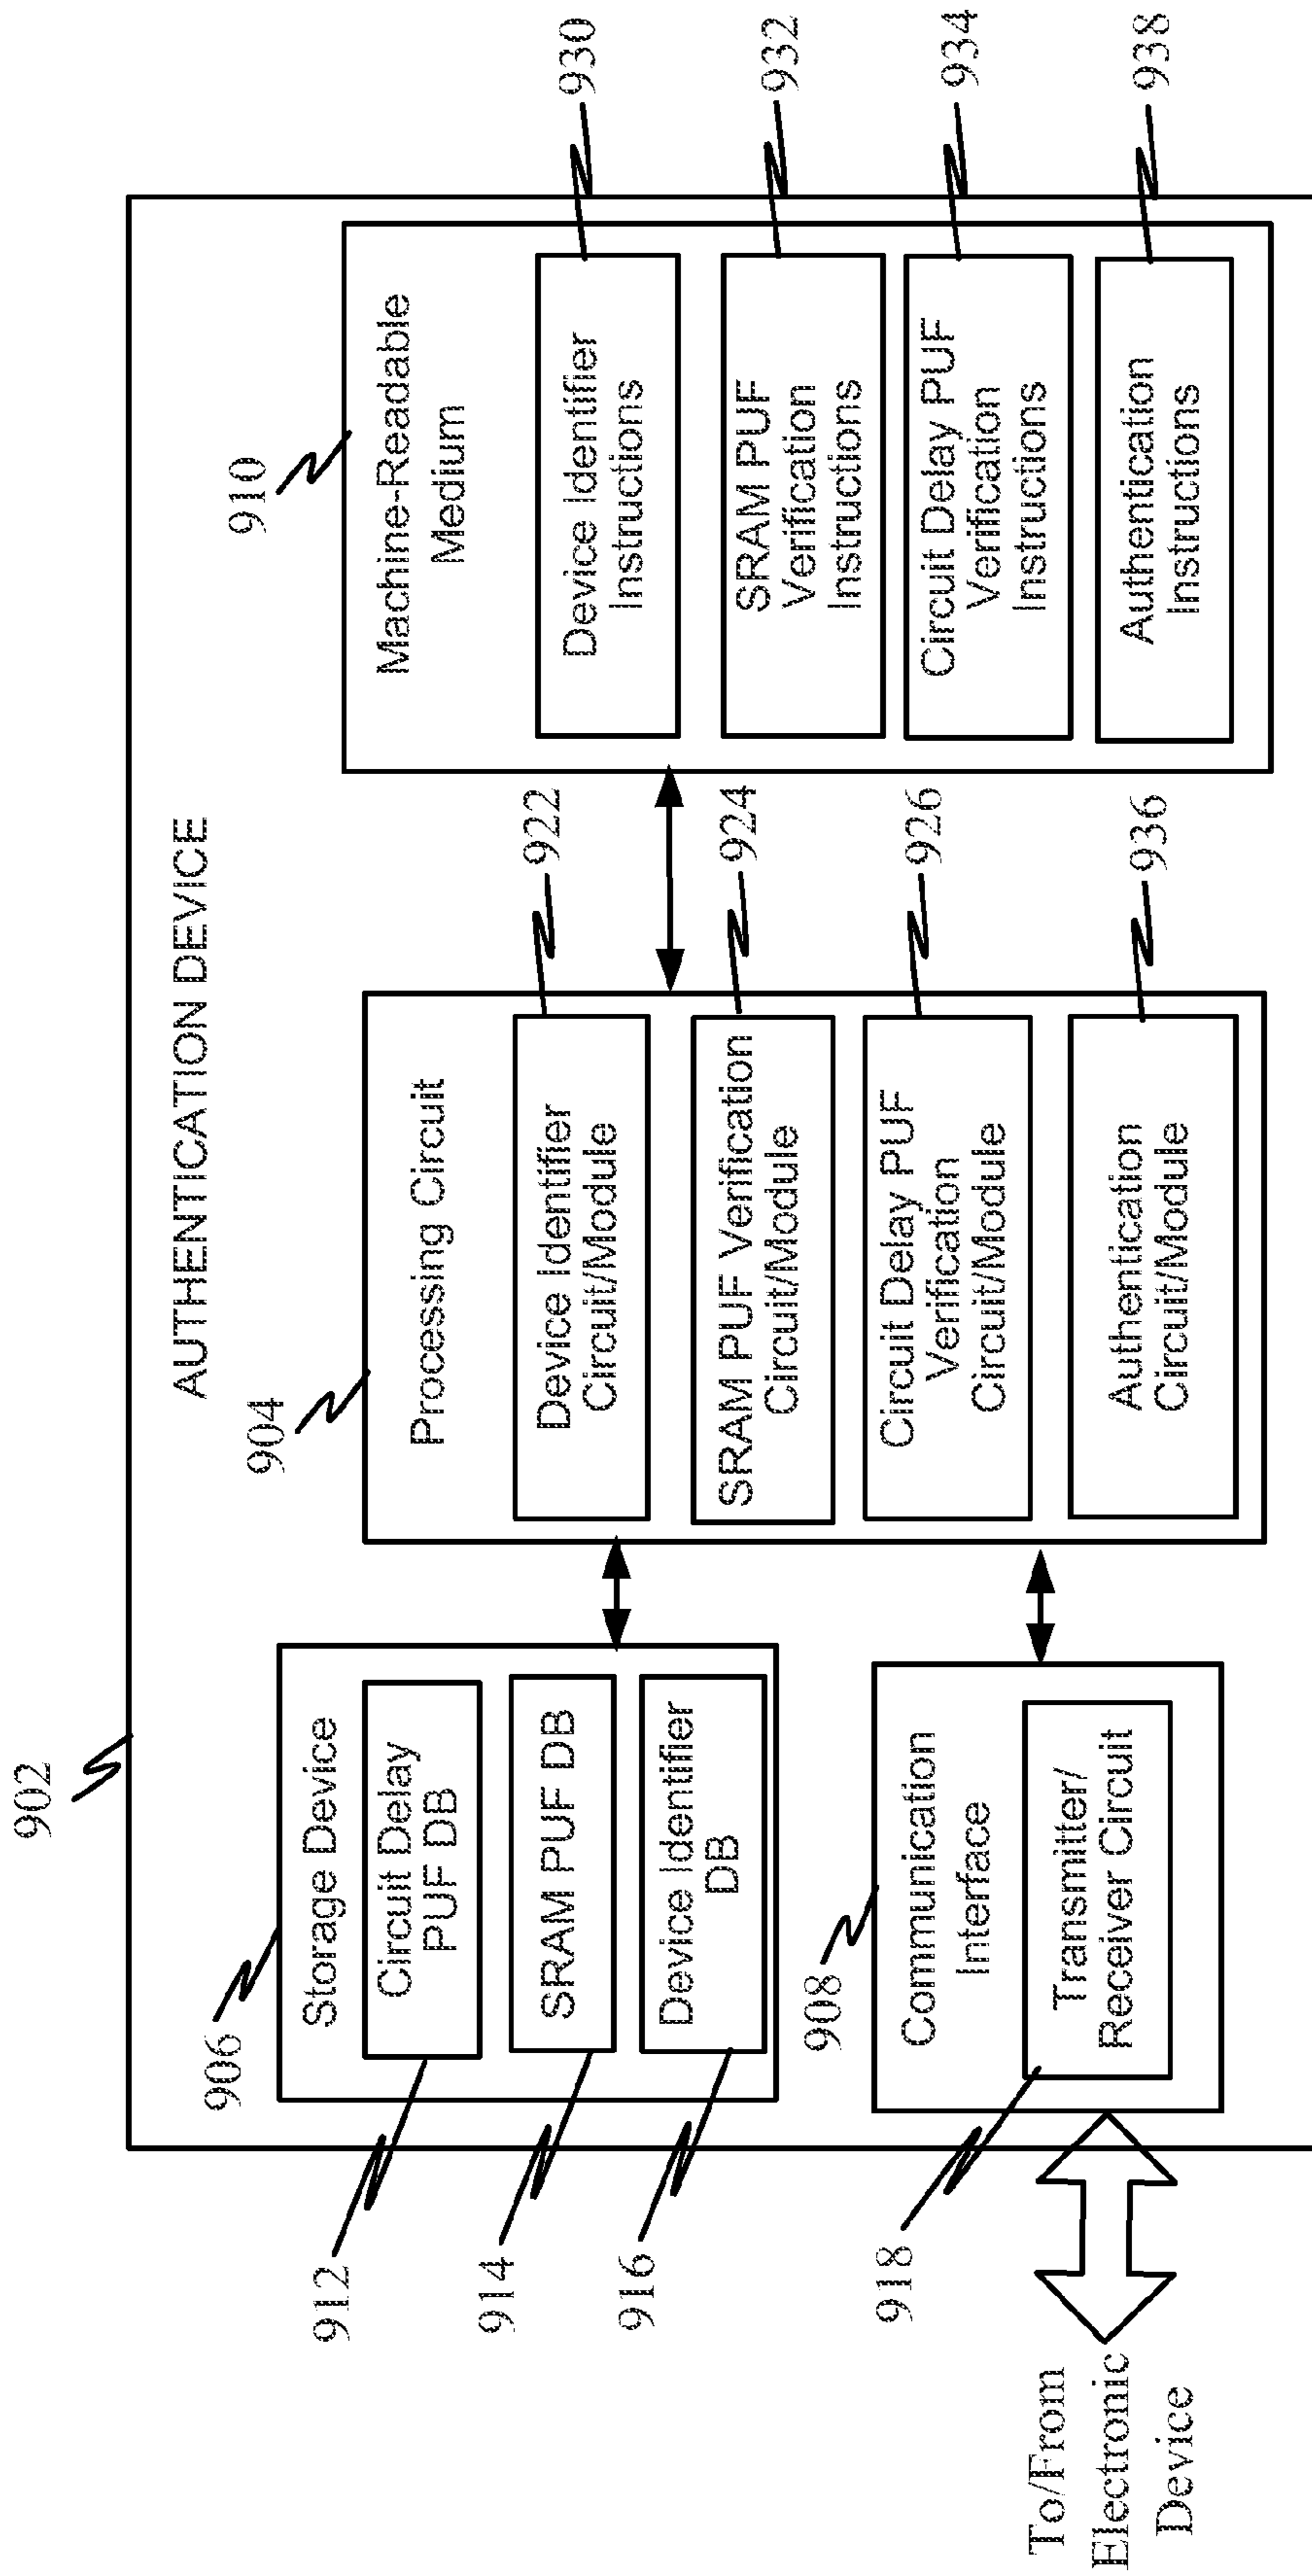 902
AUTHENTICATION DEVICE
906
Storage Device
912
Circuit Delay
PUF DB
914
SRAM PUF DB
916
Device Identifier
DB
908
Communication
Interface
918
Transmitter/
Receiver Circuit
To/From
Electronic
Device
904
Processing Circuit
922
Device Identifier
Circuit/Module
924
SRAM PUF Verification
Circuit/Module
926
Circuit Delay PUF
Verification
Circuit/Module
936
Authentication
Circuit/Module
910
Machine-Readable
Medium
930
Device Identifier
Instructions
932
SRAM PUF
Verification
Instructions
934
Circuit Delay PUF
Verification
Instructions
938
Authentication
Instructions